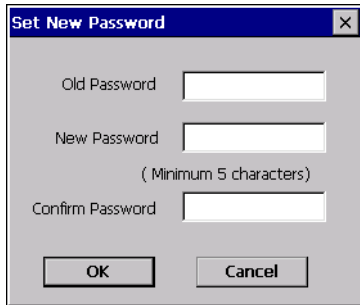 Set New Password
Old Password
New Password
( Minimum 5 characters)
Confirm Password
OK Cancel